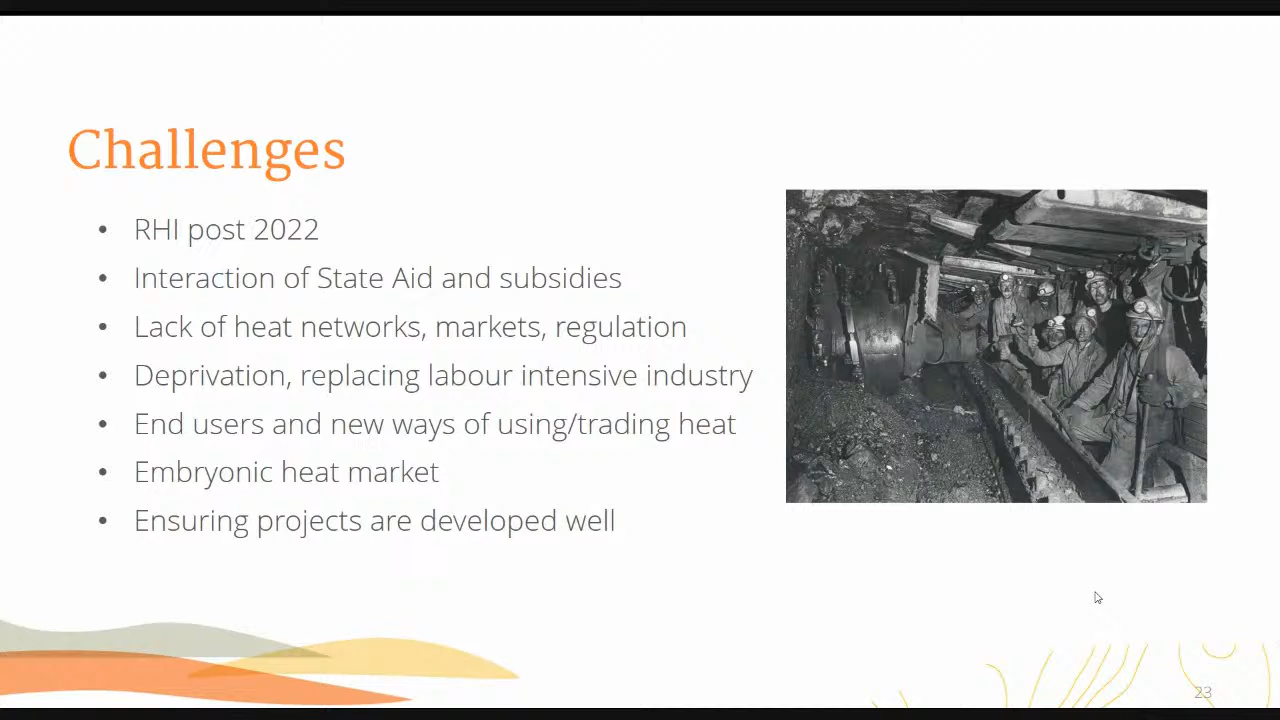 Challenges
• RHI post 2022
• Interaction of State Aid and subsidies
• Lack of heat networks, markets, regulation
• Deprivation, replacing labour intensive industry
• End users and new ways of using/trading heat
• Embryonic heat market
• Ensuring projects are developed well
23